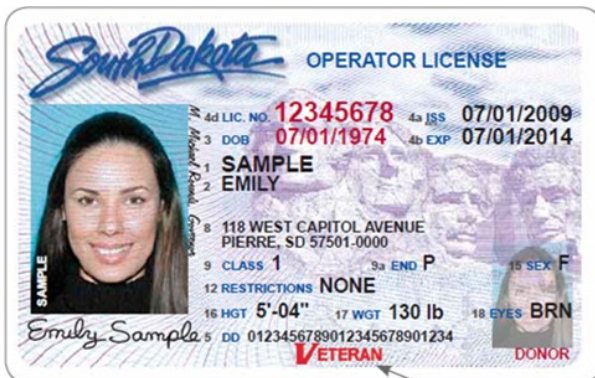 South Dakota OPERATOR LICENSE
4d LIC. NO. 12345678 4a ISS 07/01/2009
3 DOB 07/01/1974 4b EXP 07/01/2014
1 SAMPLE
2 EMILY
8 118 WEST CAPITOL AVENUE
PIERRE, SD 57501-0000
9 CLASS 1 9a END P 15 SEX F
12 RESTRICTIONS NONE
16 HGT 5'-04" 17 WGT 130 lb 18 EYES BRN
5 DD 0123456789012345678901234
VETERAN DONOR
SAMPLE
Emily Sample
M. Michael Rounds Governor